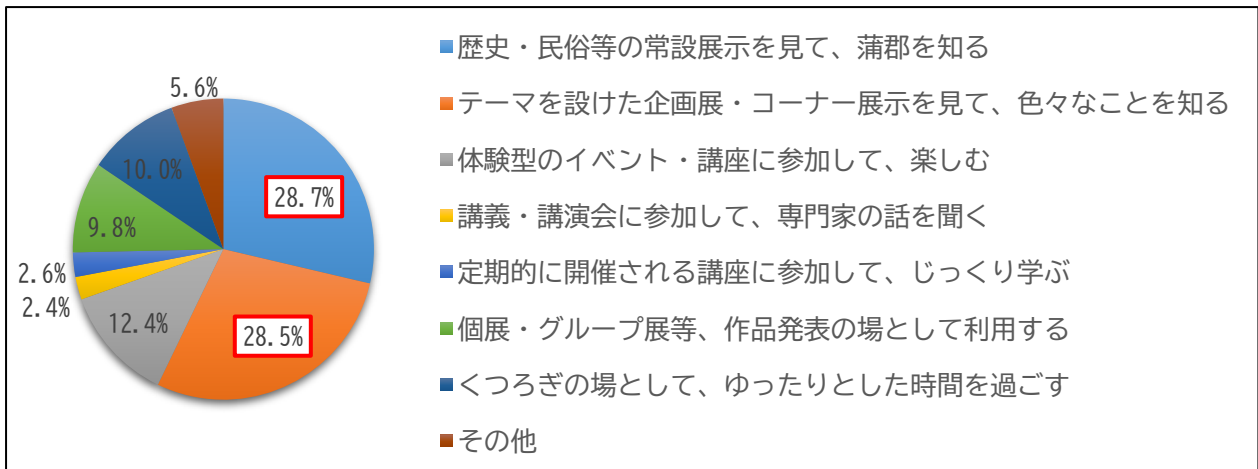 5.6%
10.0%
9.8%
2.6%
2.4%
12.4%
28.5%
28.7%
歴史・民俗等の常設展示を見て、蒲郡を知る
テーマを設けた企画展・コーナー展示を見て、色々なことを知る
体験型のイベント・講座に参加して、楽しむ
講義・講演会に参加して、専門家の話を聞く
定期的に開催される講座に参加して、じっくり学ぶ
個展・グループ展等、作品発表の場として利用する
くつろぎの場として、ゆったりとした時間を過ごす
その他